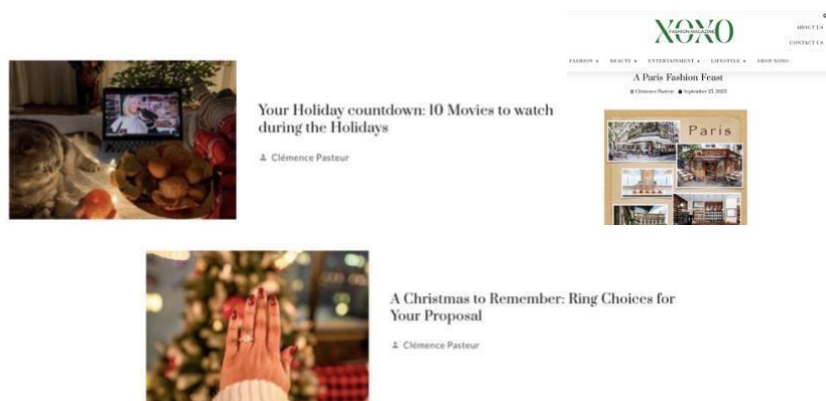 XOXO
FASHION MAGAZINE
ABOUT US
CONTACT US
FASHION
BEAUTY
ENTERTAINMENT
LIFESTYLE
SHOP XOXO
A Paris Fashion Feast
Clémence Pasteur
Paris
Your Holiday countdown: 10 Movies to watch
during the Holidays
Clémence Pasteur
A Christmas to Remember: Ring Choices for
Your Proposal
Clémence Pasteur